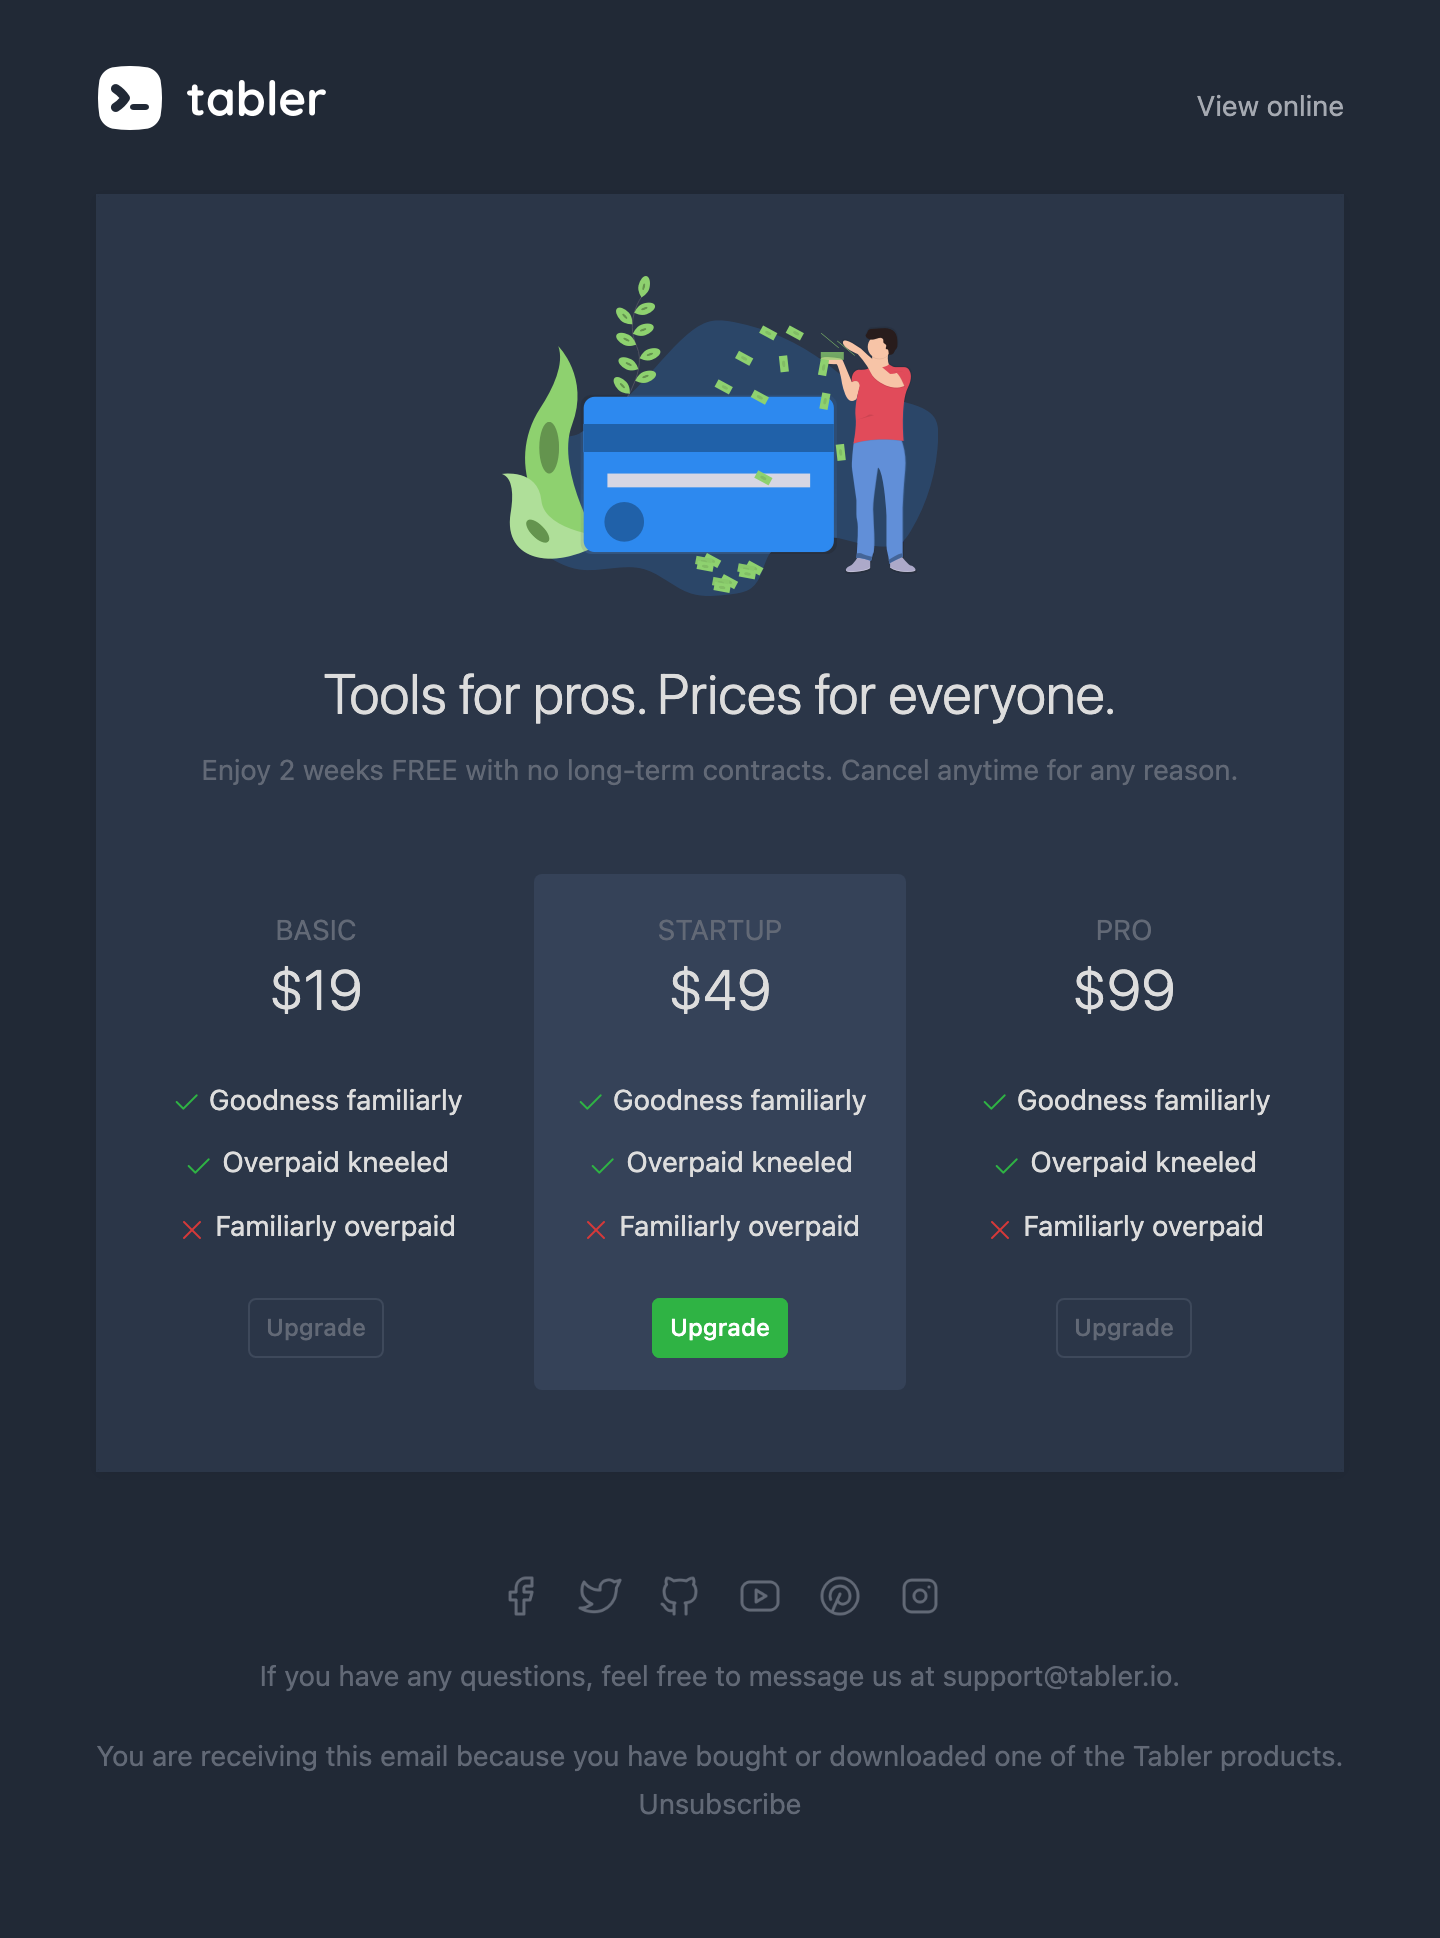 tabler
View online
Tools for pros. Prices for everyone.
Enjoy 2 weeks FREE with no long-term contracts. Cancel anytime for any reason.
BASIC
$19
Goodness familiarly
Overpaid kneeled
Familiarly overpaid
Upgrade
STARTUP
$49
Goodness familiarly
Overpaid kneeled
Familiarly overpaid
Upgrade
PRO
$99
Goodness familiarly
Overpaid kneeled
Familiarly overpaid
Upgrade
If you have any questions, feel free to message us at support@tabler.io.
You are receiving this email because you have bought or downloaded one of the Tabler products.
Unsubscribe